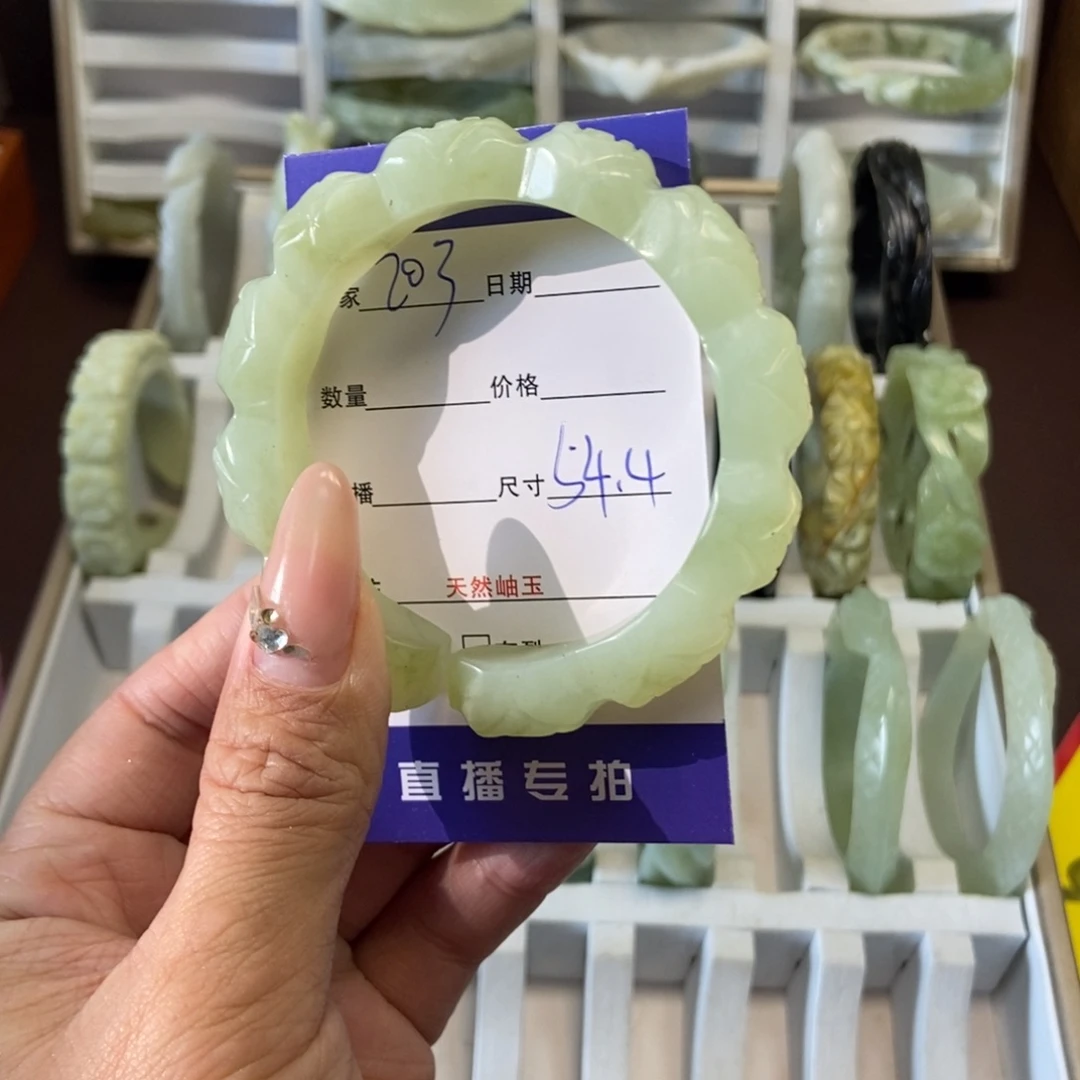 家 203 日期
数量 价格
播 尺寸 54.4
天然岫玉
直播专拍